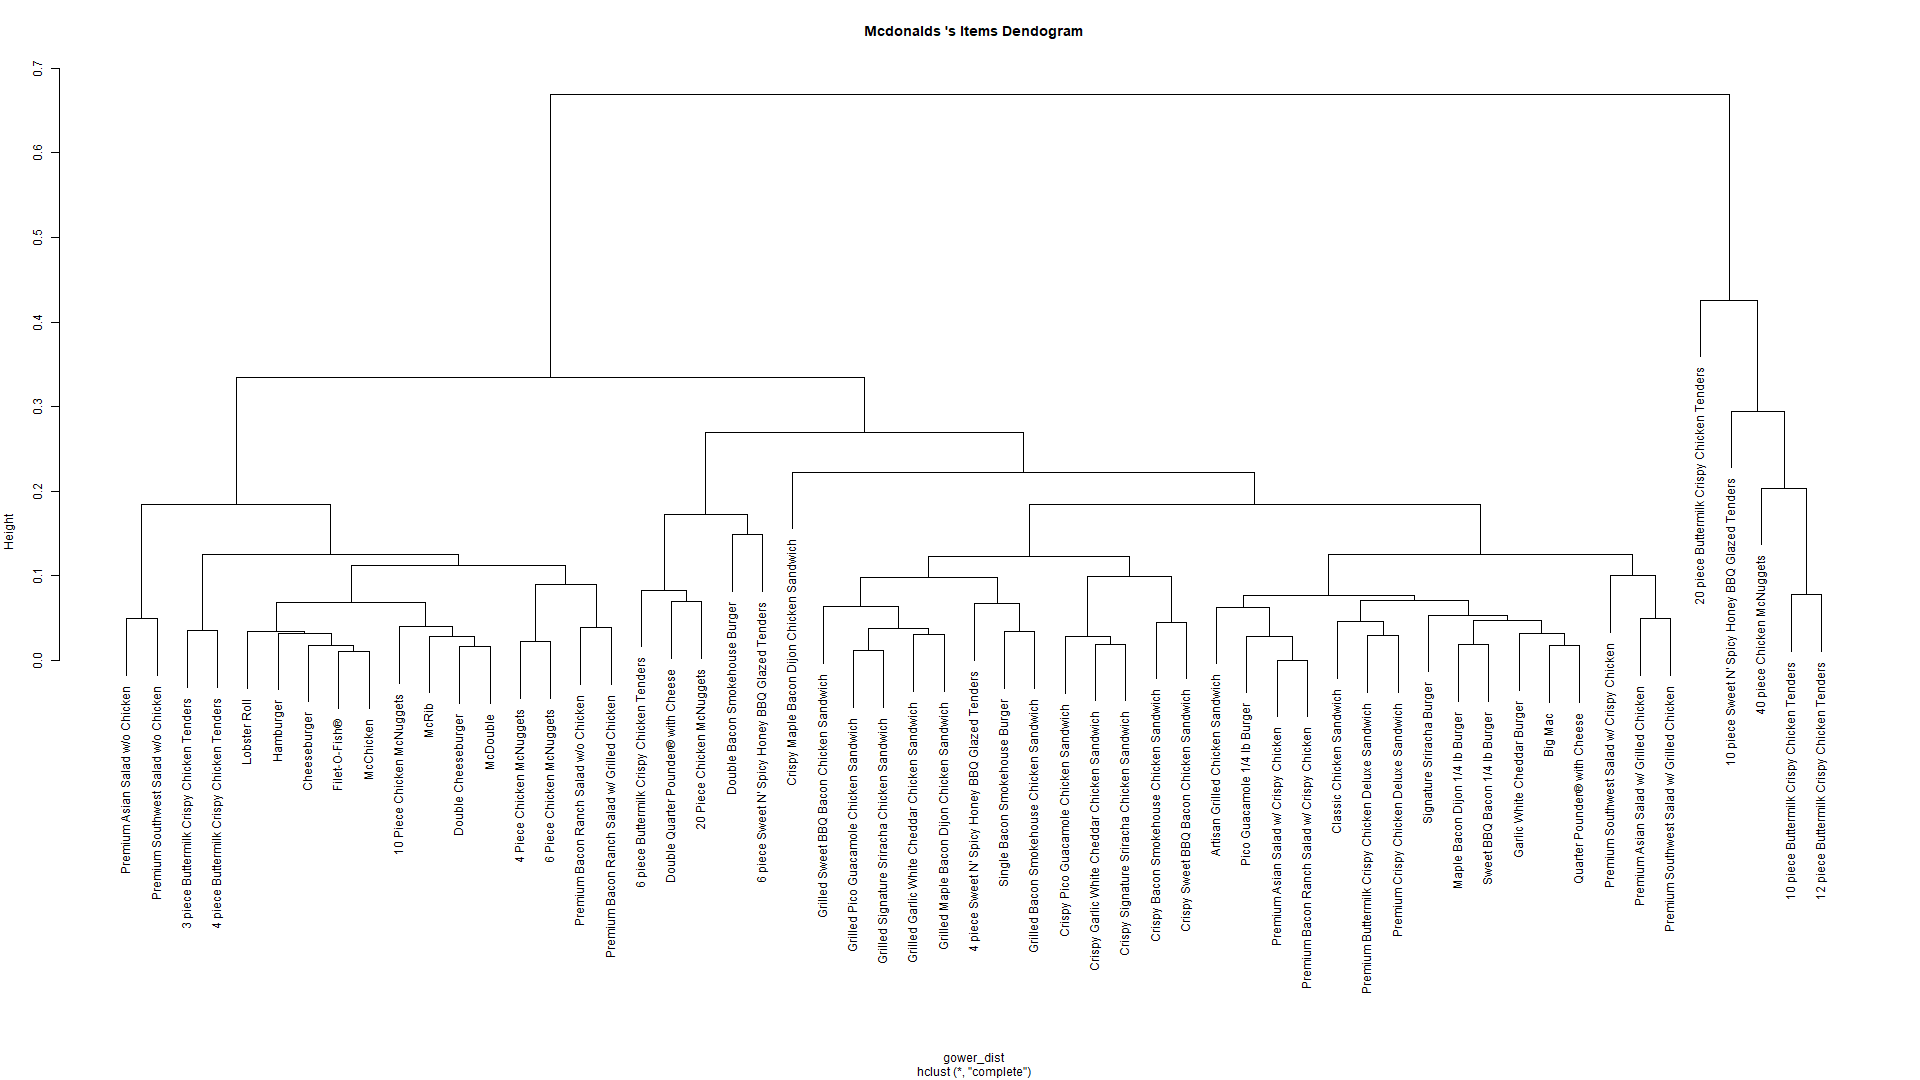 Mcdonalds 's Items Dendogram
Height
0.0
0.1
0.2
0.3
0.4
0.5
0.6
0.7
Premium Asian Salad w/o Chicken
Premium Southwest Salad w/o Chicken
3 piece Buttermilk Crispy Chicken Tenders
4 piece Buttermilk Crispy Chicken Tenders
Lobster Roll
Hamburger
Cheeseburger
Filet-O-Fish®
McChicken
10 Piece Chicken McNuggets
McRib
Double Cheeseburger
McDouble
4 Piece Chicken McNuggets
6 Piece Chicken McNuggets
Premium Bacon Ranch Salad w/o Chicken
Premium Bacon Ranch Salad w/ Grilled Chicken
6 piece Buttermilk Crispy Chicken Tenders
Double Quarter Pounder® with Cheese
20 Piece Chicken McNuggets
Double Bacon Smokehouse Burger
6 piece Sweet N' Spicy Honey BBQ Glazed Tenders
Crispy Maple Bacon Dijon Chicken Sandwich
Grilled Sweet BBQ Bacon Chicken Sandwich
Grilled Pico Guacamole Chicken Sandwich
Grilled Signature Sriracha Chicken Sandwich
Grilled Garlic White Cheddar Chicken Sandwich
Grilled Maple Bacon Dijon Chicken Sandwich
4 piece Sweet N' Spicy Honey BBQ Glazed Tenders
Single Bacon Smokehouse Burger
Grilled Bacon Smokehouse Chicken Sandwich
Crispy Pico Guacamole Chicken Sandwich
Crispy Garlic White Cheddar Chicken Sandwich
Crispy Signature Sriracha Chicken Sandwich
Crispy Bacon Smokehouse Chicken Sandwich
Crispy Sweet BBQ Bacon Chicken Sandwich
Artisan Grilled Chicken Sandwich
Pico Guacamole 1/4 lb Burger
Premium Asian Salad w/ Crispy Chicken
Premium Bacon Ranch Salad w/ Crispy Chicken
Classic Chicken Sandwich
Premium Buttermilk Crispy Chicken Deluxe Sandwich
Premium Crispy Chicken Deluxe Sandwich
Signature Sriracha Burger
Maple Bacon Dijon 1/4 lb Burger
Sweet BBQ Bacon 1/4 lb Burger
Garlic White Cheddar Burger
Big Mac
Quarter Pounder® with Cheese
Premium Southwest Salad w/ Crispy Chicken
Premium Asian Salad w/ Grilled Chicken
Premium Southwest Salad w/ Grilled Chicken
20 piece Buttermilk Crispy Chicken Tenders
10 piece Sweet N' Spicy Honey BBQ Glazed Tenders
40 piece Chicken McNuggets
10 piece Buttermilk Crispy Chicken Tenders
12 piece Buttermilk Crispy Chicken Tenders
gower_dist
hclust (*, "complete")